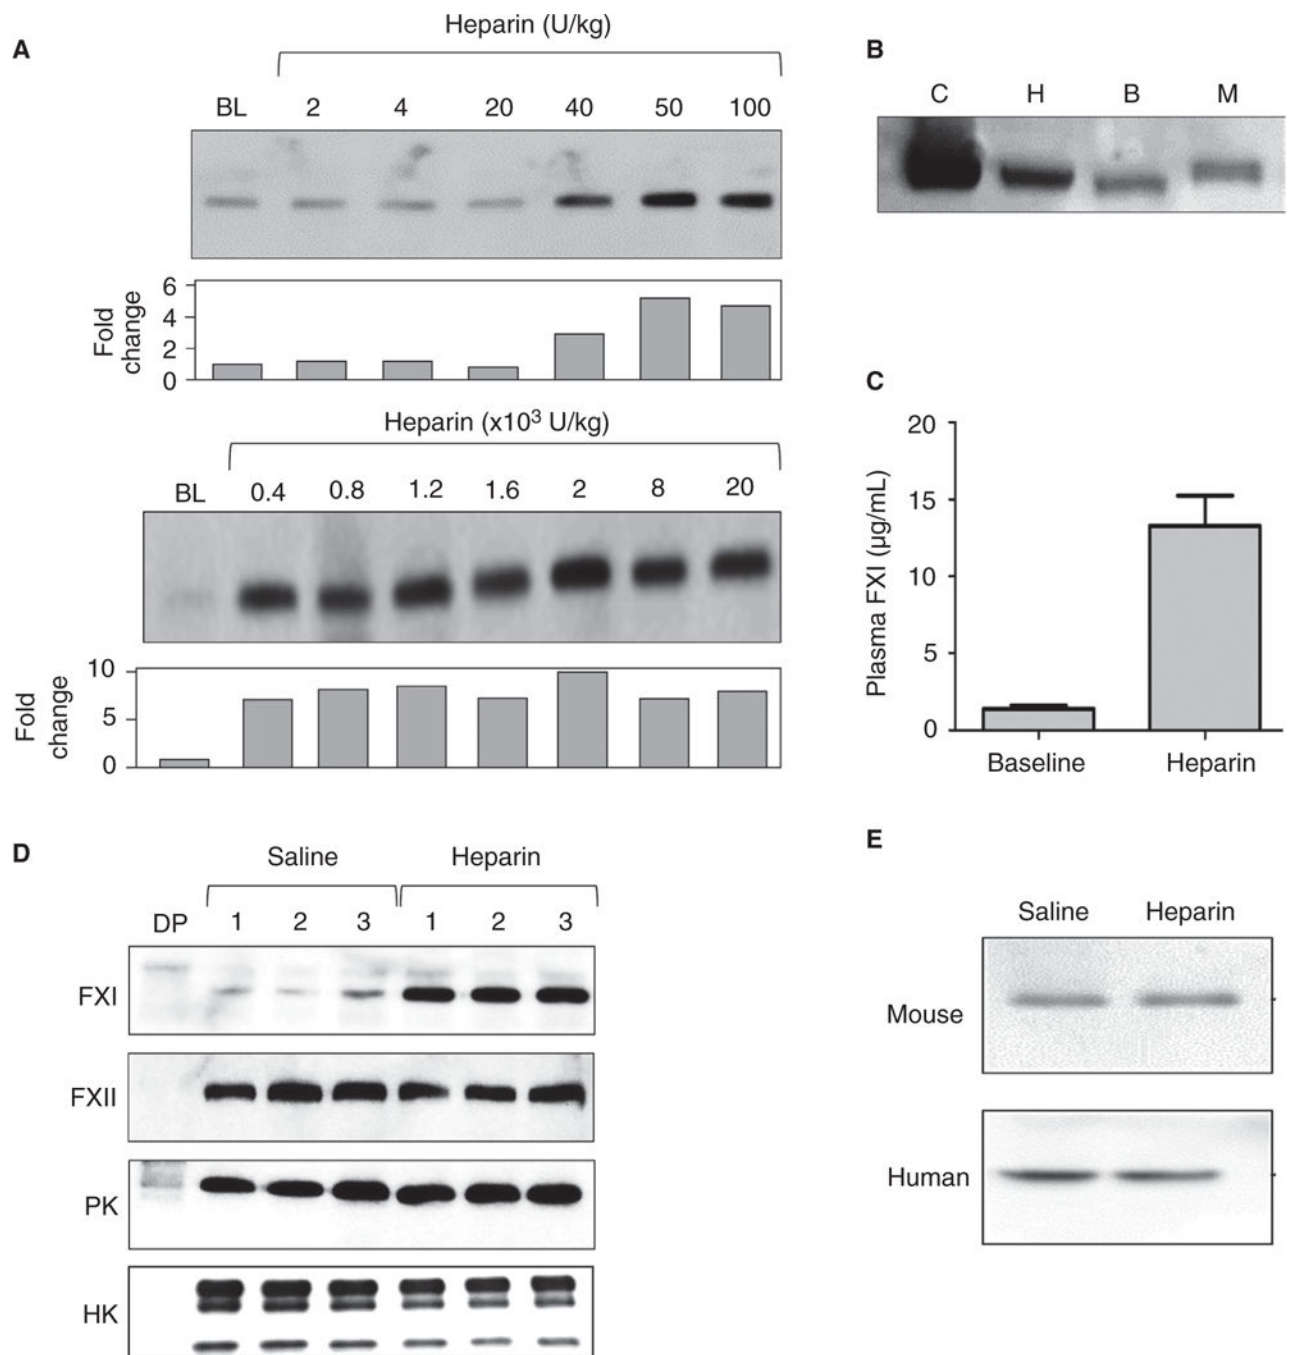 A
Heparin (U/kg)
BL 2 4 20 40 50 100
Fold change
6
4
2
0
Heparin (x10³ U/kg)
BL 0.4 0.8 1.2 1.6 2 8 20
Fold change
10
5
0
B
C H B M
C
Plasma FXI (µg/mL)
20
15
10
5
0
Baseline Heparin
D
Saline Heparin
DP 1 2 3 1 2 3
FXI
FXII
PK
HK
E
Saline Heparin
Mouse
Human